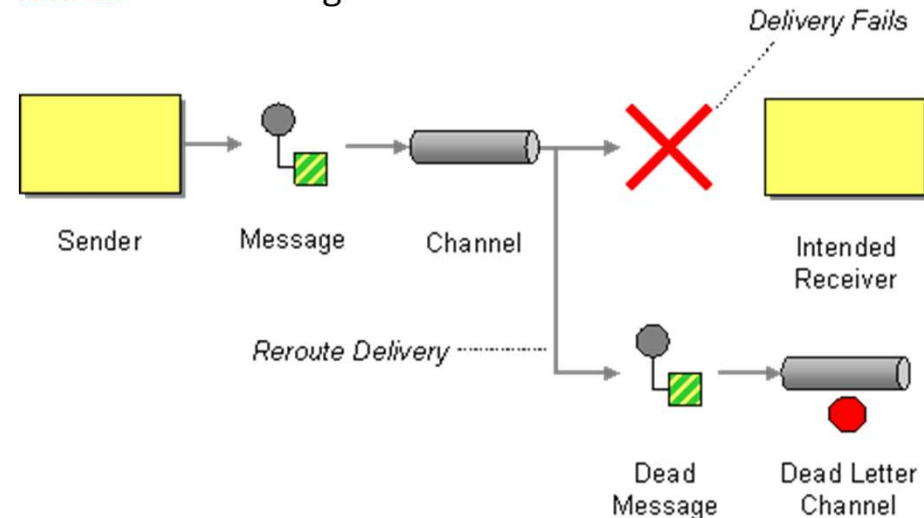 Delivery Fails
Sender
Message
Channel
Intended
Receiver
Reroute Delivery
Dead
Message
Dead Letter
Channel